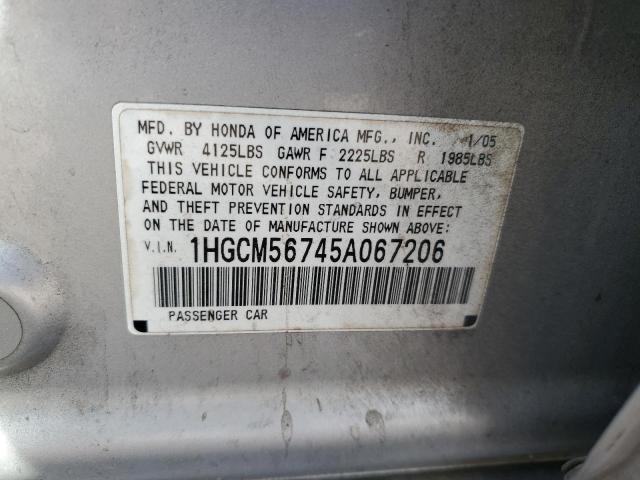 MFD. BY HONDA OF AMERICA MFG., INC. 1/05
GVWR 4125LBS GAWR F 2225LBS R 1985LBS
THIS VEHICLE CONFORMS TO ALL APPLICABLE
FEDERAL MOTOR VEHICLE SAFETY, BUMPER,
AND THEFT PREVENTION STANDARDS IN EFFECT
ON THE DATE OF MANUFACTURE SHOWN ABOVE:
V.I.N. 1HGCM56745A067206
PASSENGER CAR